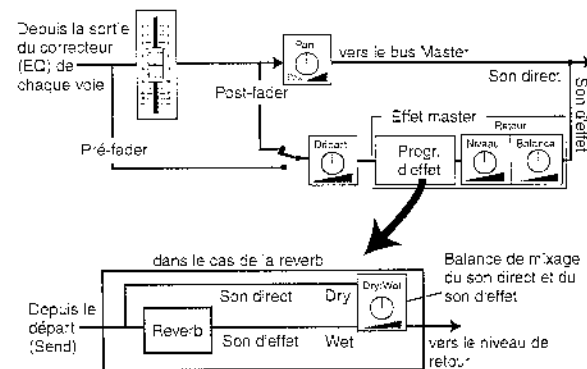 Depuis la sortie
du correcteur
(EQ) de
chaque voie
Pan
vers le bus Master
Son direct
Son d'effet
Post-fader
Pré-fader
Effet master
Retour
Départ
Progr.
d'effet
Niveau
Balance
dans le cas de la reverb
Balance de mixage
du son direct et du
son d'effet
Dry:Wet
Son direct
Dry
Depuis le
départ
(Send)
Reverb
Son d'effet
Wet
vers le niveau de
retour